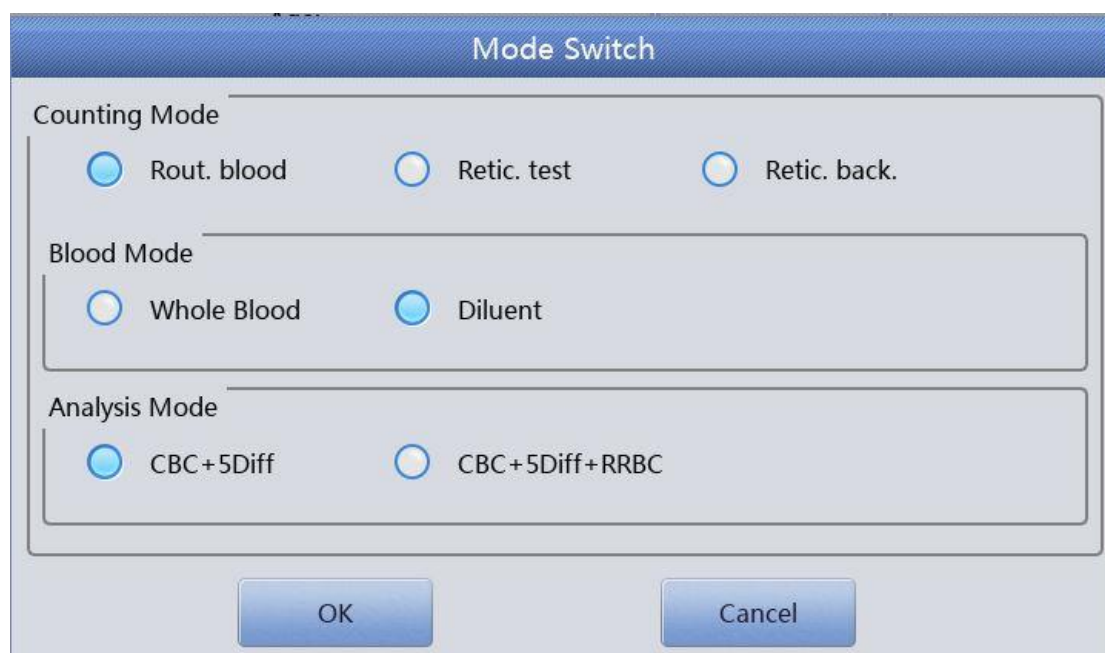 Mode Switch
Counting Mode
Rout. blood Retic. test Retic. back.
Blood Mode
Whole Blood Diluent
Analysis Mode
CBC+5Diff CBC+5Diff+RRBC
OK Cancel